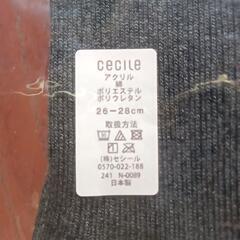 cecile
アクリル
綿
ポリエステル
ポリウレタン
26−28cm
取扱方法
(株)セシール
0570-022-188
241 N-0089
日本製